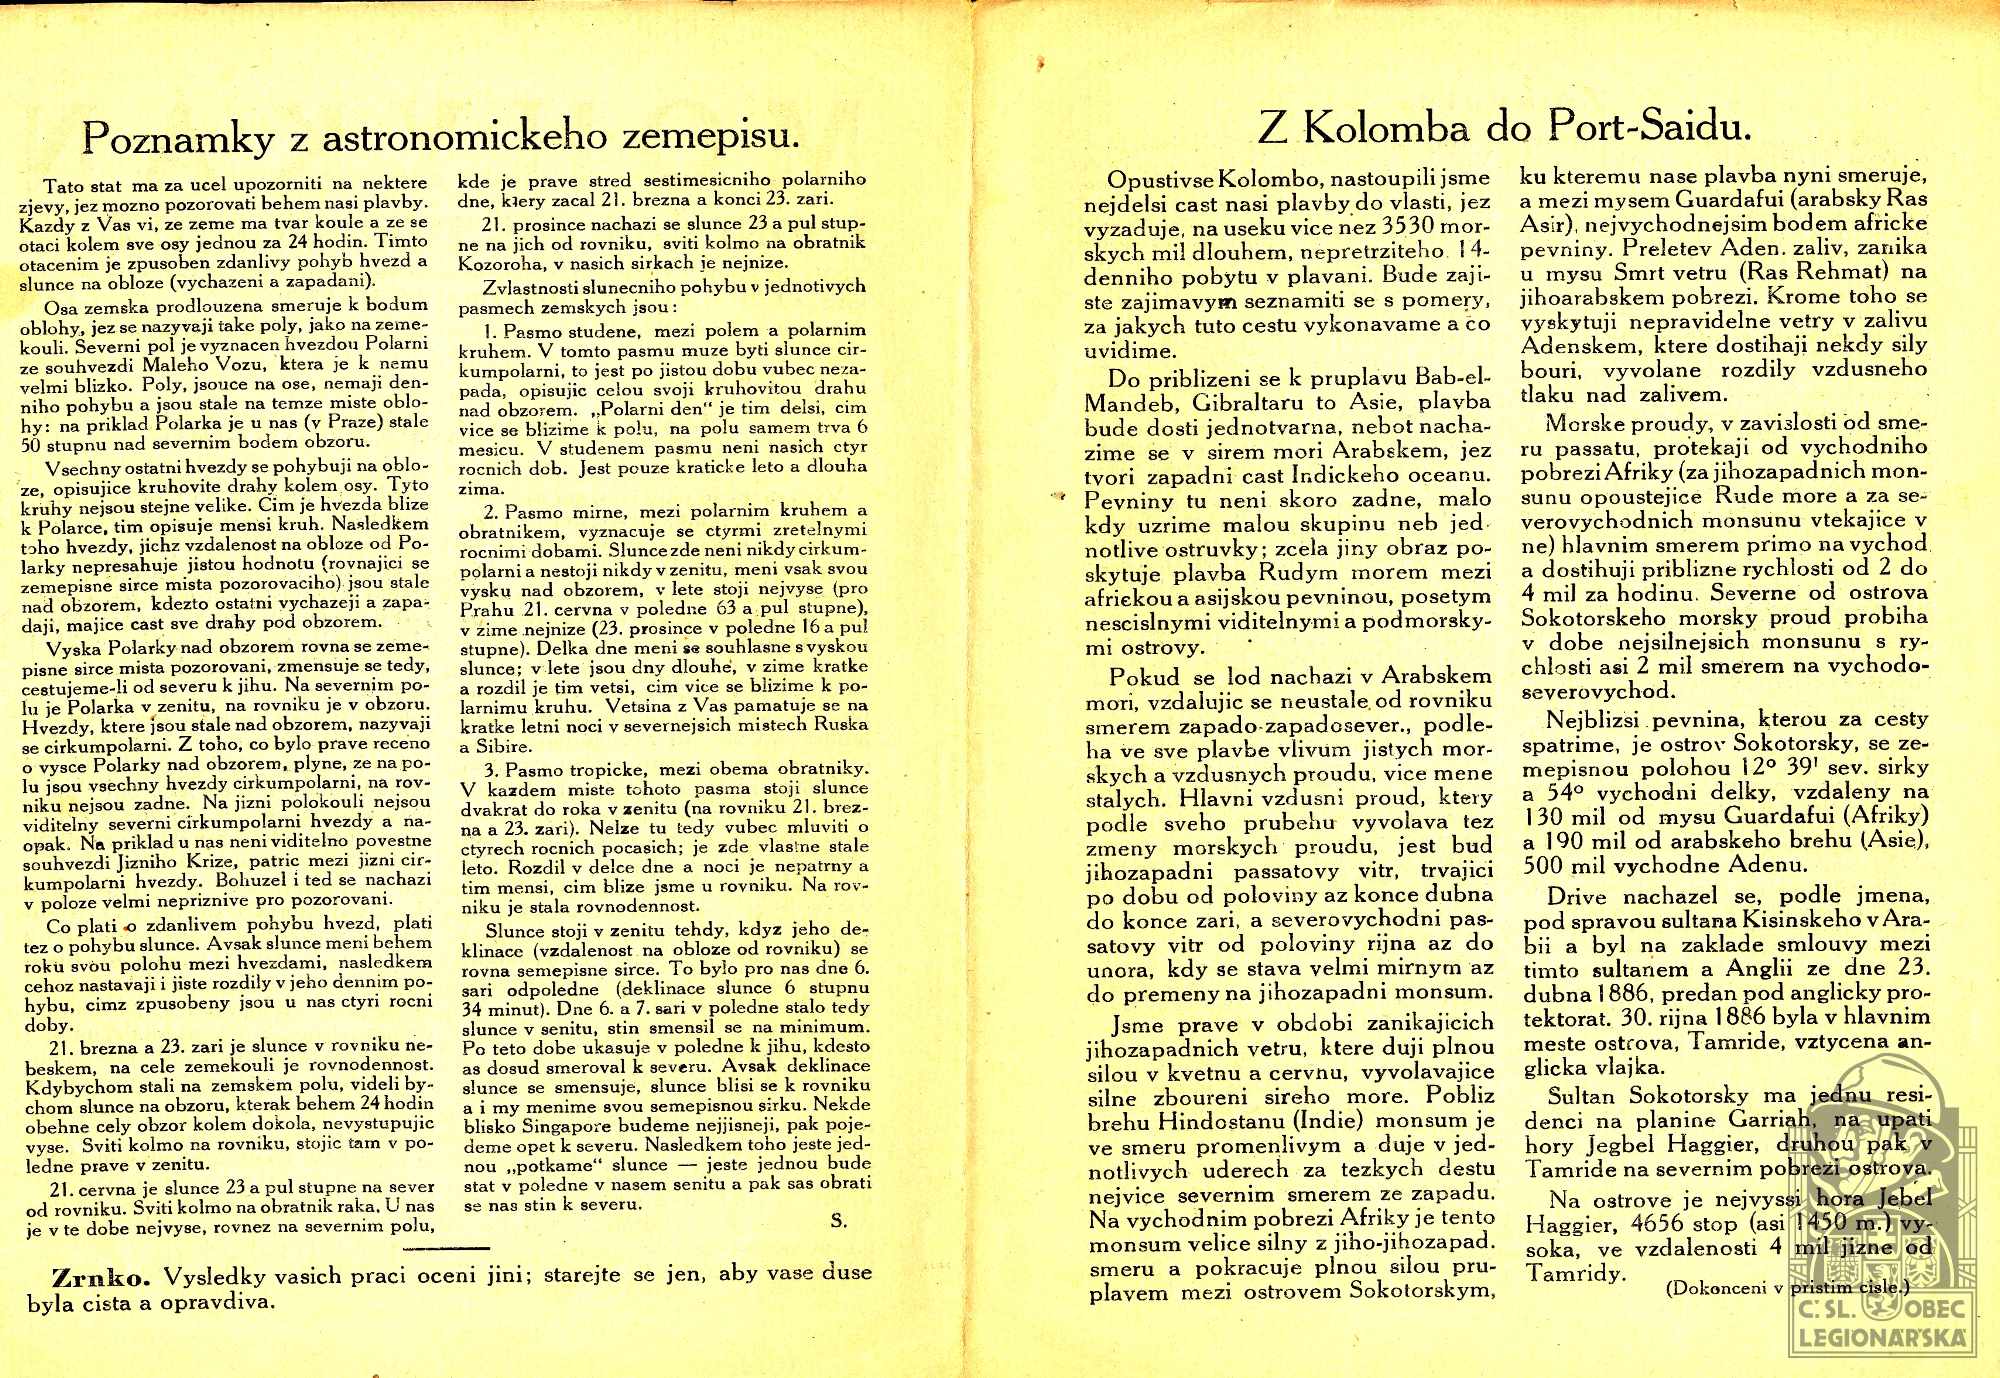 Poznamky z astronomickeho zemepisu.
Tato stat ma za ucel upozorniti na nektere
zjevy, jez mozno pozorovati behem nasi plavby.
Kazdy z Vas vi, ze zeme ma tvar koule a ze se
otaci kolem sve osy jednou za 24 hodin. Timto
otacenim je zpusoben zdanlivy pohyb hvezd a
slunce na obloze (vychazeni a zapadani).
Osa zemska prodlouzena smeruje k bodum
oblohy, jez se nazyvaji take poly, jako na zeme-
kouli. Severni pol je vyznacen hvezdou Polarni
ze souhvezdi Maleho Vozu, ktera je k nemu
velmi blizko. Poly, jsouce na ose, nemaji den-
niho pohybu a jsou stale na temze miste oblo-
hy: na priklad Polarka je u nas (v Praze) stale
50 stupnu nad severnim bodem obzoru.
Vsechny ostatni hvezdy se pohybuji na oblo-
ze, opisujice kruhovite drahy kolem osy. Tyto
kruhy nejsou stejne velike. Cim je hvezda blize
k Polarce, tim opisuje mensi kruh. Nasledkem
toho hvezdy, jichz vzdalenost na obloze od Po-
larky nepresahuje jistou hodnotu (rovnajici se
zemepisne sirce mista pozorovaciho) jsou stale
nad obzorem, kdezto ostatni vychazeji a zapa-
daji, majice cast sve drahy pod obzorem.
Vyska Polarky nad obzorem rovna se zeme-
pisne sirce mista pozorovani, zmensuje se tedy,
cestujeme-li od severu k jihu. Na severnim po-
lu je Polarka v zenitu, na rovniku je v obzoru.
Hvezdy, ktere jsou stale nad obzorem, nazyvaji
se cirkumpolarni. Z toho, co bylo prave receno
o vysce Polarky nad obzorem, plyne, ze na po-
lu jsou vsechny hvezdy cirkumpolarni, na rov-
niku nejsou zadne. Na jizni polokouli nejsou
viditelny severni cirkumpolarni hvezdy a na-
opak. Na priklad u nas neni viditelno povestne
souhvezdi Jizniho Krize, patric mezi jizni cir-
kumpolarni hvezdy. Bohuzel i ted se nachazi
v poloze velmi nepriznive pro pozorovani.
Co plati o zdanlivem pohybu hvezd, plati
tez o pohybu slunce. Avsak slunce meni behem
roku svou polohu mezi hvezdami, nasledkem
cehoz nastavaji i jiste rozdily v jeho dennim po-
hybu, cimz zpusobeny jsou u nas ctyri rocni
doby.
21. brezna a 23. zari je slunce v rovniku ne-
beskem, na cele zemekouli je rovnodennost.
Kdybychom stali na zemskem polu, videli by-
chom slunce na obzoru, kterak behem 24 hodin
obehne cely obzor kolem dokola, nevystupujic
vyse. Sviti kolmo na rovniku, stojic tam v po-
ledne prave v zenitu.
21. cervna je slunce 23 a pul stupne na sever
od rovniku. Sviti kolmo na obratnik raka. U nas
je v te dobe nejvyse, rovnez na severnim polu,
kde je prave stred sestimesicniho polarniho
dne, ktery zacal 21. brezna a konci 23. zari.
21. prosince nachazi se slunce 23 a pul stup-
ne na jich od rovniku, sviti kolmo na obratnik
Kozoroha, v nasich sirkach je nejnize.
Zvlastnosti slunecniho pohybu v jednotivych
pasmech zemskych jsou:
1. Pasmo studene, mezi polem a polarnim
kruhem. V tomto pasmu muze byti slunce cir-
kumpolarni, to jest po jistou dobu vubec neza-
pada, opisujic celou svoji kruhovitou drahu
nad obzorem. „Polarni den“ je tim delsi, cim
vice se blizime k polu, na polu samem trva 6
mesicu. V studenem pasmu neni nasich ctyr
rocnich dob. Jest pouze kraticke leto a dlouha
zima.
2. Pasmo mirne, mezi polarnim kruhem a
obratnikem, vyznacuje se ctyrmi zretelnymi
rocnimi dobami. Slunce zde neni nikdy cirkum-
polarni a nestoji nikdy v zenitu, meni vsak svou
vysku nad obzorem, v lete stoji nejvyse (pro
Prahu 21. cervna v poledne 63 a pul stupne),
v zime nejnize (23. prosince v poledne 16 a pul
stupne). Delka dne meni se souhlasne s vyskou
slunce; v lete jsou dny dlouhe, v zime kratke
a rozdil je tim vetsi, cim vice se blizime k po-
larnimu kruhu. Vetsina z Vas pamatuje se na
kratke letni noci v severnejsich mistech Ruska
a Sibire.
3. Pasmo tropicke, mezi obema obratniky.
V kazdem miste tohoto pasma stoji slunce
dvakrat do roka v zenitu (na rovniku 21. brez-
na a 23. zari). Nelze tu tedy vubec mluviti o
ctyrech rocnich pocasich; je zde vlastne stale
leto. Rozdil v delce dne a noci je nepatrny a
tim mensi, cim blize jsme u rovniku. Na rov-
niku je stala rovnodennost.
Slunce stoji v zenitu tehdy, kdyz jeho de-
klinace (vzdalenost na obloze od rovniku) se
rovna semepisne sirce. To bylo pro nas dne 6.
sari odpoledne (deklinace slunce 6 stupnu
34 minut). Dne 6. a 7. sari v poledne stalo tedy
slunce v senitu, stin smensil se na minimum.
Po teto dobe ukasuje v poledne k jihu, kdesto
as dosud smeroval k severu. Avsak deklinace
slunce se smensuje, slunce blisi se k rovniku
a i my menime svou semepisnou sirku. Nekde
blisko Singapore budeme nejjisneji, pak poje-
deme opet k severu. Nasledkem toho jeste jed-
nou „potkame“ slunce — jeste jednou bude
stat v poledne v nasem senitu a pak sas obrati
se nas stin k severu.
S.
Zrnko. Vysledky vasich praci oceni jini; starejte se jen, aby vase duse
byla cista a opravdiva.
Z Kolomba do Port-Saidu.
Opustivse Kolombo, nastoupili jsme
nejdelsi cast nasi plavby do vlasti, jez
vyzaduje, na useku vice nez 3530 mor-
skych mil dlouhem, nepretrziteho 14-
denniho pobytu v plavani. Bude zaji-
ste zajimavym seznamiti se s pomery,
za jakych tuto cestu vykonavame a co
uvidime.
Do priblizeni se k pruplavu Bab-el-
Mandeb, Gibraltaru to Asie, plavba
bude dosti jednotvarna, nebot nacha-
zime se v sirem mori Arabskem, jez
tvori zapadni cast Indickeho oceanu.
Pevniny tu neni skoro zadne, malo
kdy uzrime malou skupinu neb jed-
notlive ostruvky; zcela jiny obraz po-
skytuje plavba Rudym morem mezi
africkou a asijskou pevninou, posetym
nescislnymi viditelnymi a podmorsky-
mi ostrovy.
Pokud se lod nachazi v Arabskem
mori, vzdalujic se neustale od rovniku
smerem zapado-zapadosever., podle-
ha ve sve plavbe vlivum jistych mor-
skych a vzdusnych proudu, vice mene
stalych. Hlavni vzdusni proud, ktery
podle sveho prubehu vyvolava tez
zmeny morskych proudu, jest bud
jihozapadni passatovy vitr, trvajici
po dobu od poloviny az konce dubna
do konce zari, a severovychodni pas-
satovy vitr od poloviny rijna az do
unora, kdy se stava velmi mirnym az
do premeny na jihozapadni monsum.
Jsme prave v obdobi zanikajicich
jihozapadnich vetru, ktere duji plnou
silou v kvetnu a cervnu, vyvolavajice
silne zboureni sireho more. Pobliz
brehu Hindostanu (Indie) monsum je
ve smeru promenlivym a duje v jed-
notlivych uderech za tezkych destu
nejvice severnim smerem ze zapadu.
Na vychodnim pobrezi Afriky je tento
monsum velice silny z jiho-jihozapad.
smeru a pokracuje plnou silou pru-
plavem mezi ostrovem Sokotorskym,
ku kteremu nase plavba nyni smeruje,
a mezi mysem Guardafui (arabsky Ras
Asir), nejvychodnejsim bodem africke
pevniny. Preletev Aden. zaliv, zanika
u mysu Smrt vetru (Ras Rehmat) na
jihoarabskem pobrezi. Krome toho se
vyskytuji nepravidelne vetry v zalivu
Adenskem, ktere dostihaji nekdy sily
bouri, vyvolane rozdily vzdusneho
tlaku nad zalivem.
Morske proudy, v zavislosti od sme-
ru passatu, protekaji od vychodniho
pobrezi Afriky (za jihozapadnich mon-
sunu opoustejice Rude more a za se-
verovychodnich monsunu vtekajice v
ne) hlavnim smerem primo na vychod
a dostihuji priblizne rychlosti od 2 do
4 mil za hodinu. Severne od ostrova
Sokotorskeho morsky proud probiha
v dobe nejsilnejsich monsunu s ry-
chlosti asi 2 mil smerem na vychodo-
severovychod.
Nejblizsi pevnina, kterou za cesty
spatrime, je ostrov Sokotorsky, se ze-
mepisnou polohou 12° 39' sev. sirky
a 54° vychodni delky, vzdaleny na
130 mil od mysu Guardafui (Afriky)
a 190 mil od arabskeho brehu (Asie),
500 mil vychodne Adenu.
Drive nachazel se, podle jmena,
pod spravou sultana Kisinskeho v Ara-
bii a byl na zaklade smlouvy mezi
timto sultanem a Anglii ze dne 23.
dubna 1886, predan pod anglicky pro-
tektorat. 30. rijna 1886 byla v hlavnim
meste ostrova, Tamride, vztycena an-
glicka vlajka.
Sultan Sokotorsky ma jednu resi-
denci na planine Garriah, na upati
hory Jegbel Haggier, druhou pak v
Tamride na severnim pobrezi ostrova.
Na ostrove je nejvyssi hora Jebel
Haggier, 4656 stop (asi 1450 m.) vy-
soka, ve vzdalenosti 4 mil jizne od
Tamridy.
(Dokonceni v pristim cisle.)
Č.SL. OBEC
LEGIONÁŘSKÁ